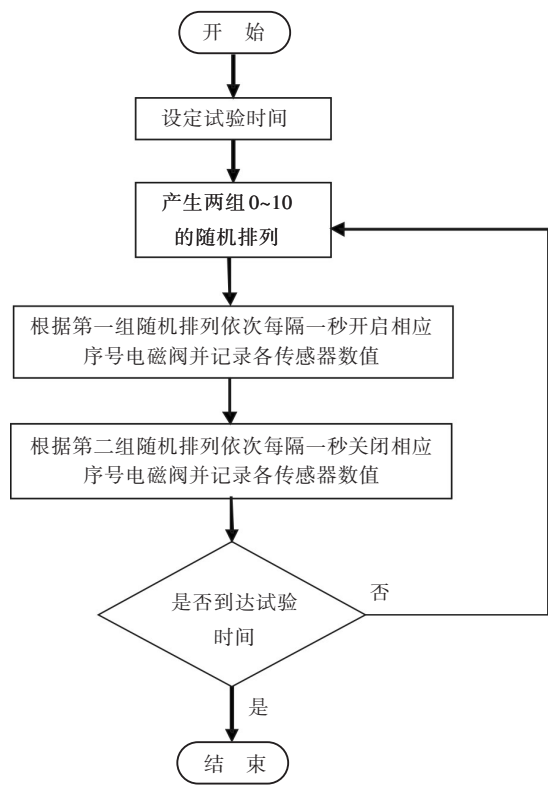 开 始
设定试验时间
产生两组0~10
的随机排列
根据第一组随机排列依次每隔一秒开启相应
序号电磁阀并记录各传感器数值
根据第二组随机排列依次每隔一秒关闭相应
序号电磁阀并记录各传感器数值
是否到达试验
时间
否
是
结 束